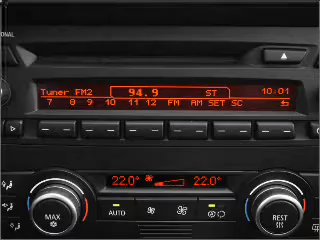 ONAL
Tuner FM2 94.9 ST 10:01
7 8 9 10 11 12 FM AM SET SC
22.0° 22.0°
MAX AUTO REST